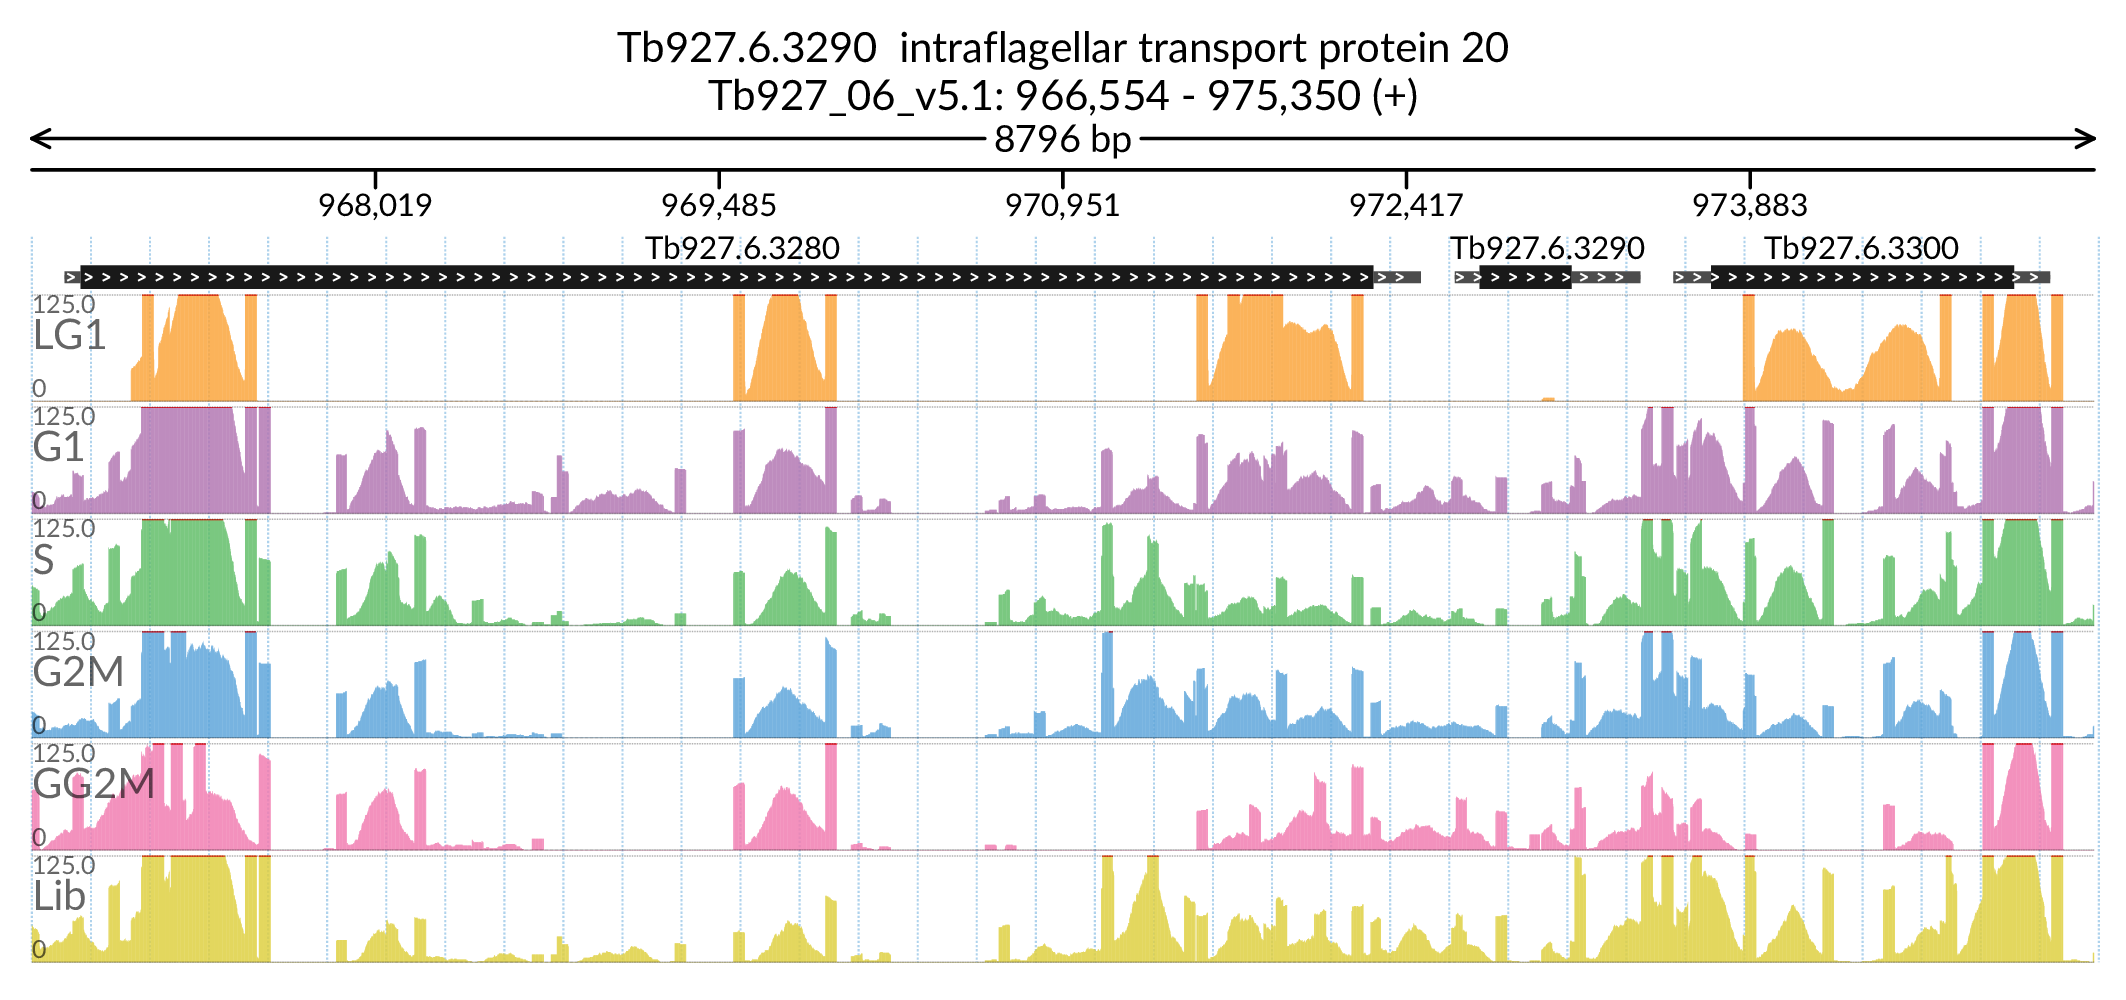 Tb927.6.3290 intraflagellar transport protein 20
Tb927_06_v5.1: 966,554 - 975,350 (+)
8796 bp
968,019 969,485 970,951 972,417 973,883
Tb927.6.3280 Tb927.6.3290 Tb927.6.3300
125.0
LG1
0
125.0
G1
0
125.0
S
0
125.0
G2M
0
125.0
GG2M
0
125.0
Lib
0